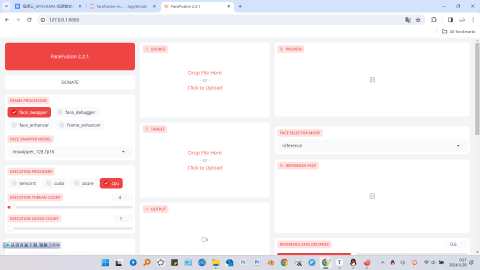 FaceFusion 2.2.1
127.0.0.1:8080
All Bookmarks
FaceFusion 2.2.1
DONATE
FRAME PROCESSORS
face_swapper
face_debugger
face_enhancer
frame_enhancer
FACE SWAPPER MODEL
inswapper_128_fp16
EXECUTION PROVIDERS
tensorrt
cuda
azure
cpu
EXECUTION THREAD COUNT
4
EXECUTION QUEUE COUNT
1
SOURCE
Drop File Here
- or -
Click to Upload
TARGET
Drop File Here
- or -
Click to Upload
OUTPUT
PREVIEW
FACE SELECTOR MODE
reference
REFERENCE FACE
REFERENCE FACE DISTANCE
0.6